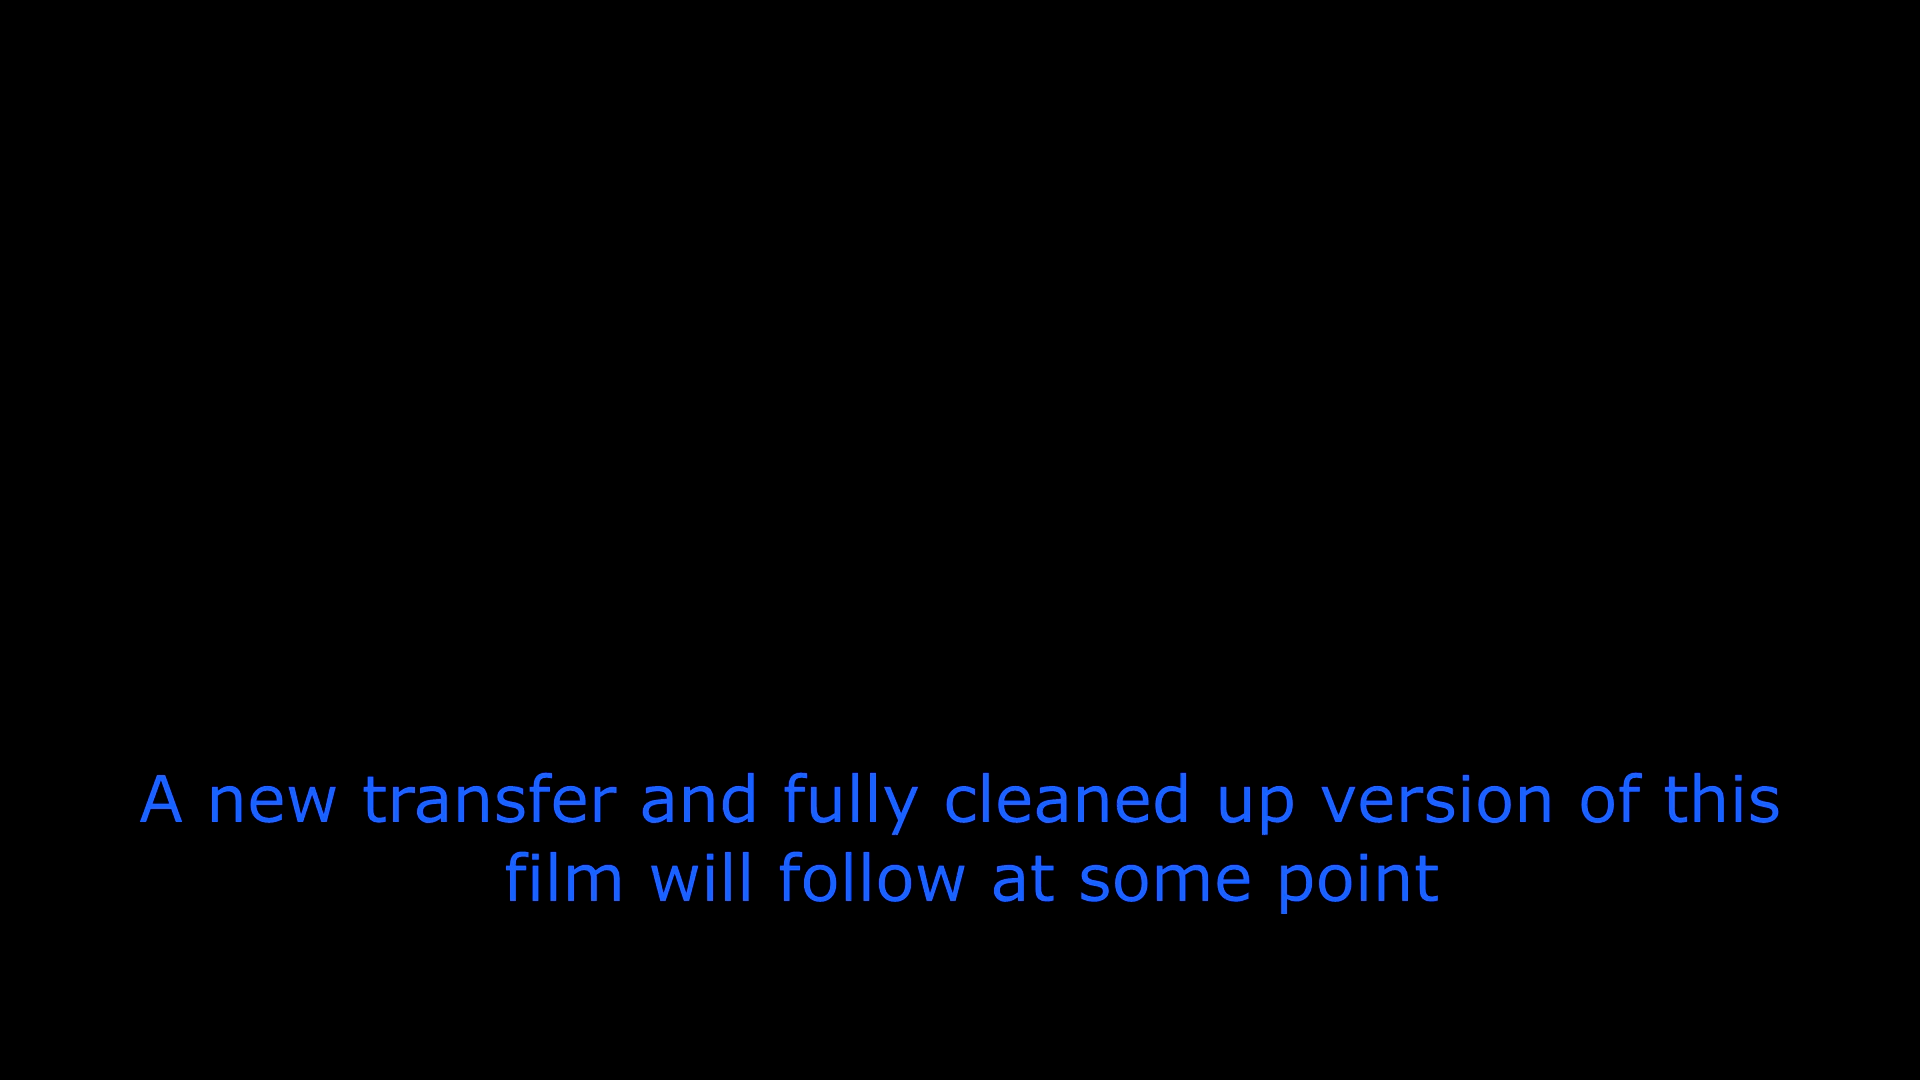 A new transfer and fully cleaned up version of this
film will follow at some point